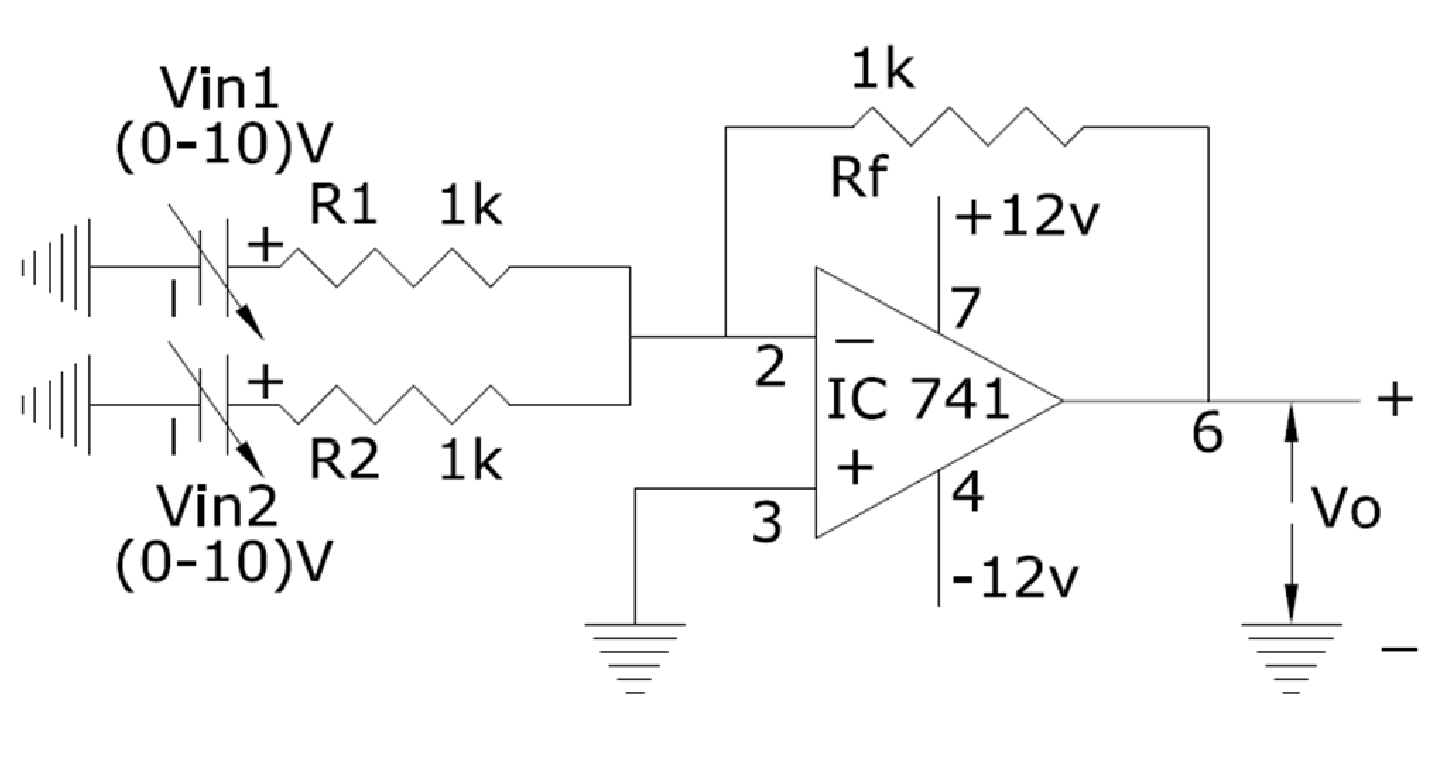 Vin1
(0-10)V
R1 1k
+
-
Vin2
(0-10)V
R2 1k
+
-
1k
Rf
+12v
7
2
-
IC 741
+
3
4
-12v
6
+
Vo
-